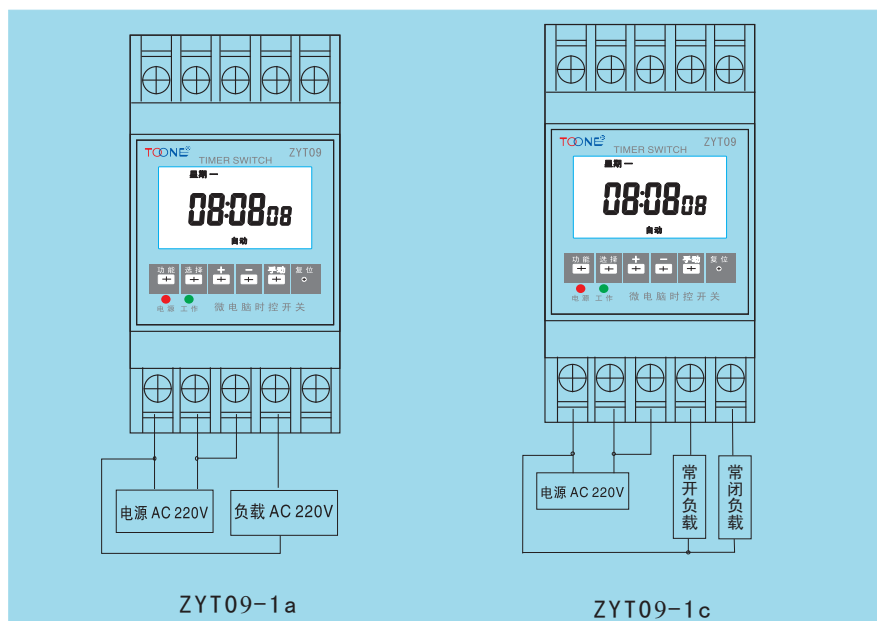 TOONE
TIMER SWITCH
ZYT09
星期一
08:08 08
自动
功能 选择 + - 手动 复位
电源 工作
微电脑时控开关
电源 AC 220V
负载 AC 220V
ZYT09-1a
TOONE
TIMER SWITCH
ZYT09
星期一
08:08 08
自动
功能 选择 + - 手动 复位
电源 工作
微电脑时控开关
电源 AC 220V
常开负载
常闭负载
ZYT09-1c